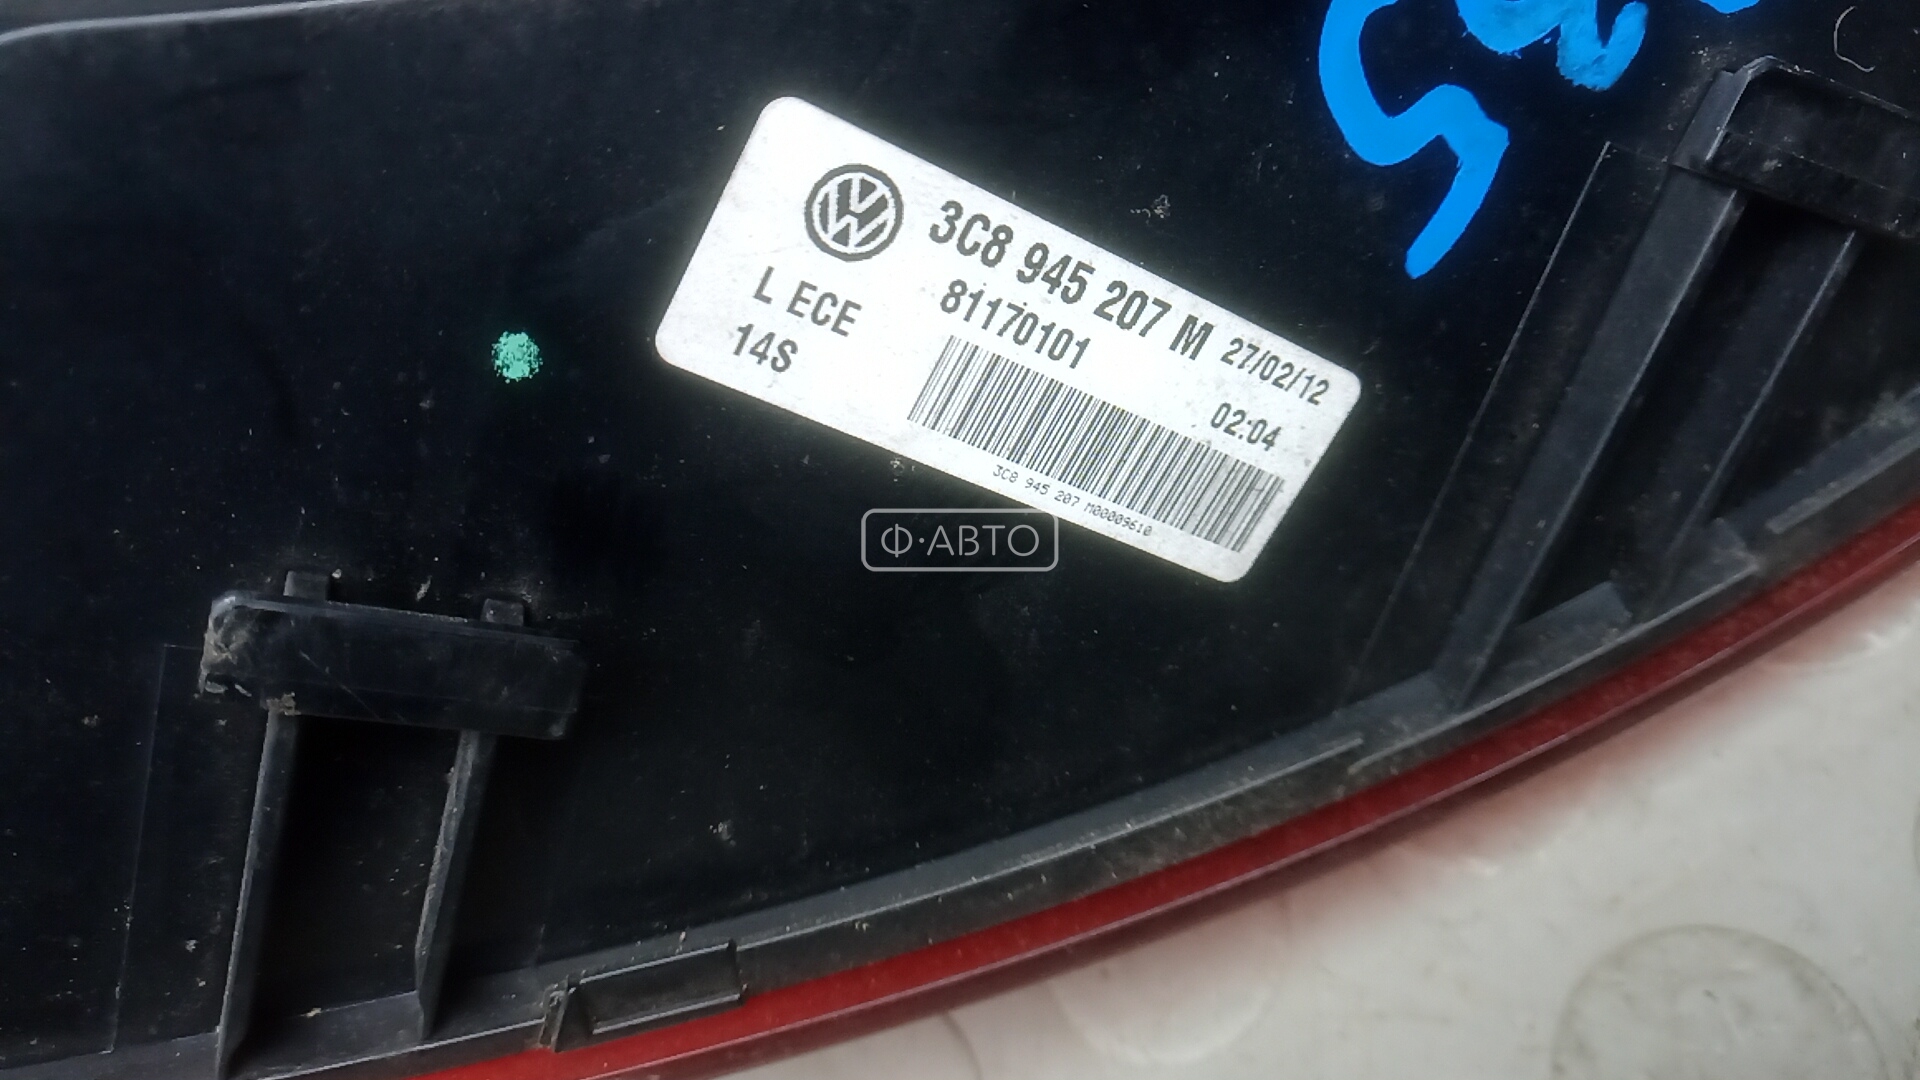 3C8 945 207 M 27/02/12
81170101
02:04
L ECE
14S
3C8 945 207 M00009610
Ф·АВТО